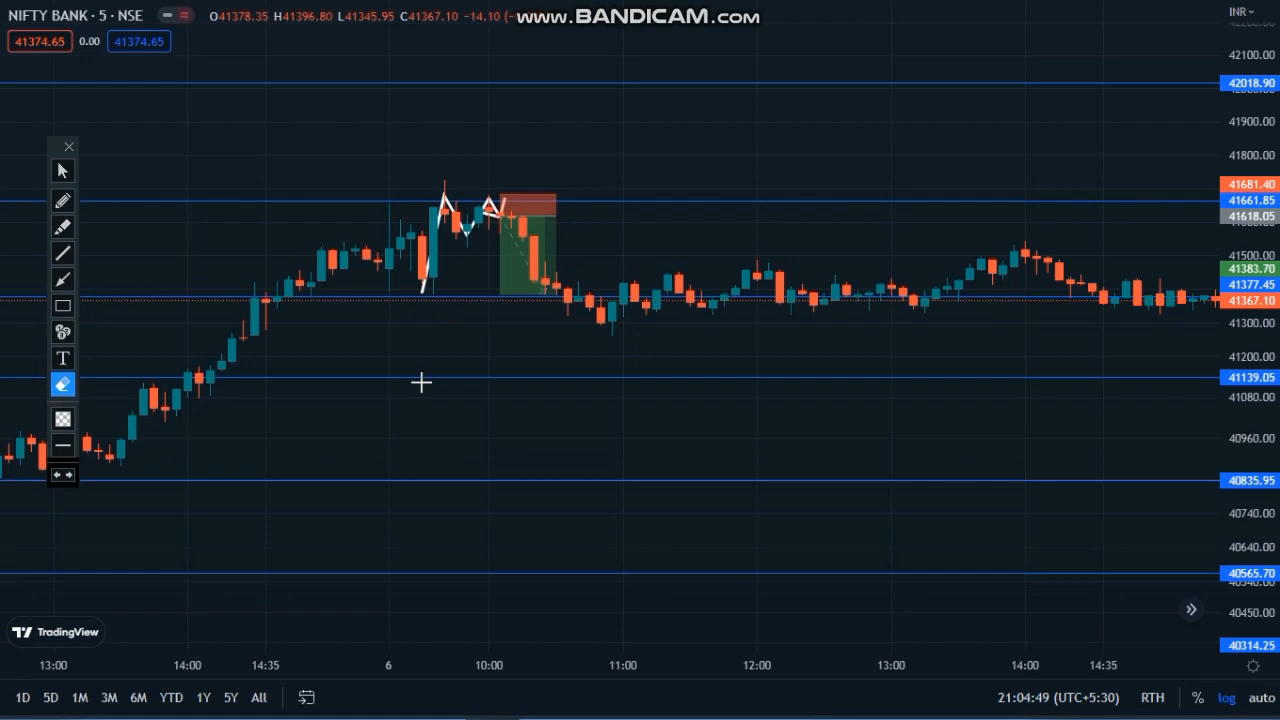 NIFTY BANK · 5 · NSE
O41378.35 H41396.80 L41345.95 C41367.10 -14.10
www.BANDICAM.com
INR
41374.65 0.00 41374.65
42100.00
42018.90
41900.00
41800.00
41681.40
41661.85
41618.05
41500.00
41383.70
41377.45
41367.10
41300.00
41200.00
41139.05
41080.00
40960.00
40835.95
40740.00
40640.00
40565.70
40450.00
40314.25
T
TradingView
13:00 14:00 14:35 6 10:00 11:00 12:00 13:00 14:00 14:35
1D 5D 1M 3M 6M YTD 1Y 5Y All
21:04:49 (UTC+5:30) RTH % log auto